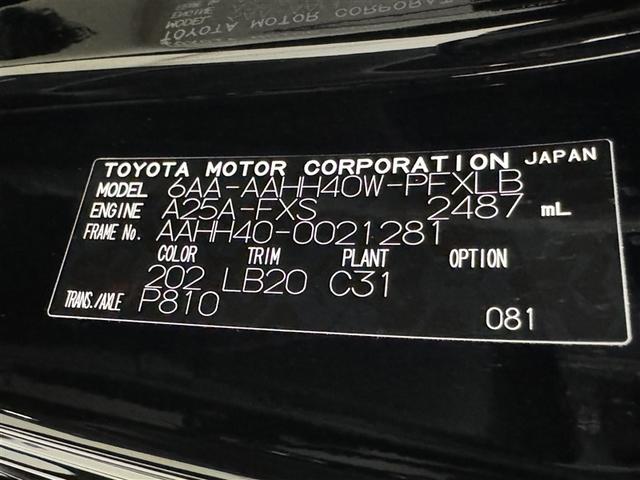 TOYOTA MOTOR CORPORATION JAPAN
MODEL 6AA-AAHH40W-PFXLB
ENGINE A25A-FXS 2487 mL
FRAME No. AAHH40-0021281
COLOR TRIM PLANT OPTION
202 LB20 C31
TRANS./AXLE P810
081